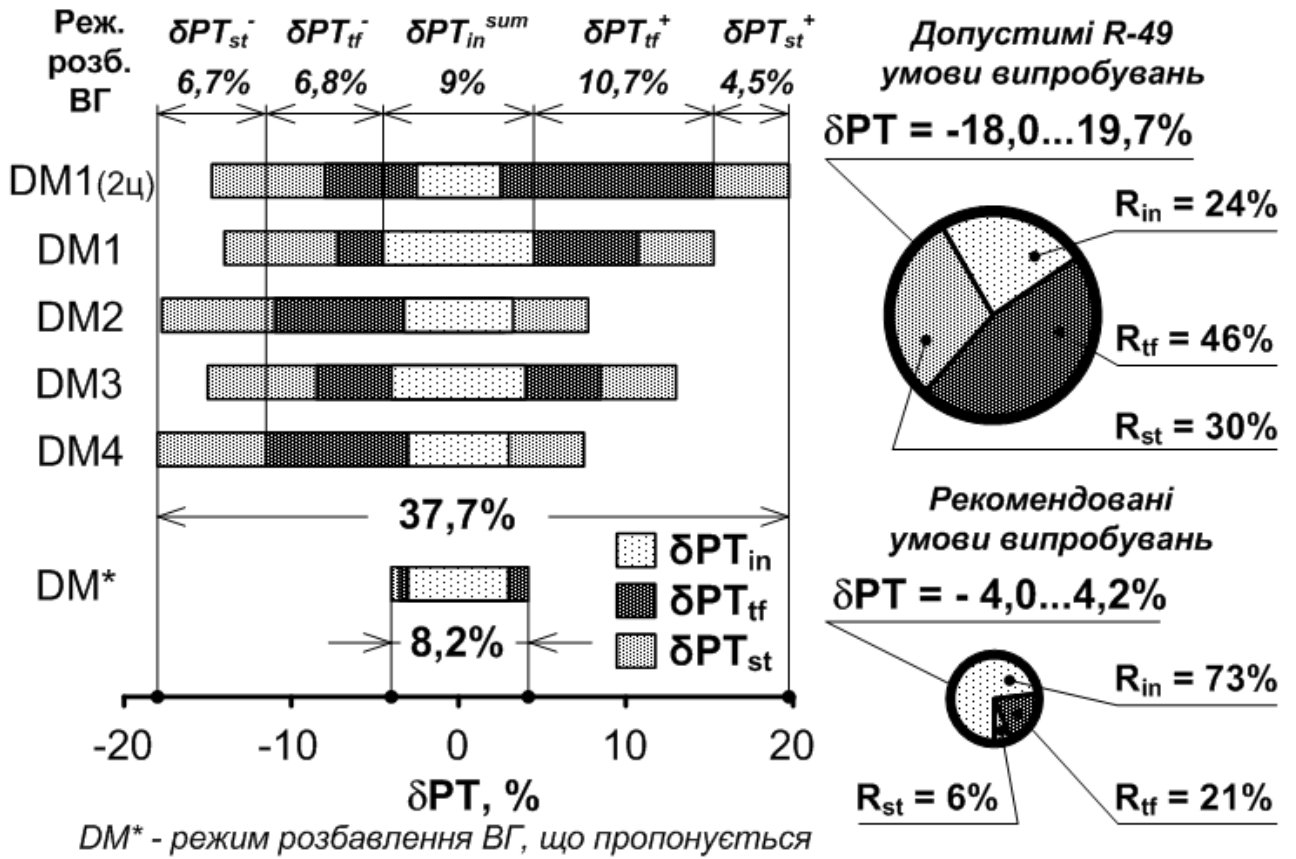 Реж.
розб.
ВГ
δPTst⁻ δPTtf⁻ δPTin^sum δPTtf⁺ δPTst⁺
6,7% 6,8% 9% 10,7% 4,5%
DM1(2ц)
DM1
DM2
DM3
DM4
37,7%
DM*
8,2%
δPTin
δPTtf
δPTst
-20 -10 0 10 20
δPT, %
DM* - режим розбавлення ВГ, що пропонується
Допустимі R-49
умови випробувань
δPT = -18,0...19,7%
Rin = 24%
Rtf = 46%
Rst = 30%
Рекомендовані
умови випробувань
δPT = - 4,0...4,2%
Rin = 73%
Rst = 6%
Rtf = 21%